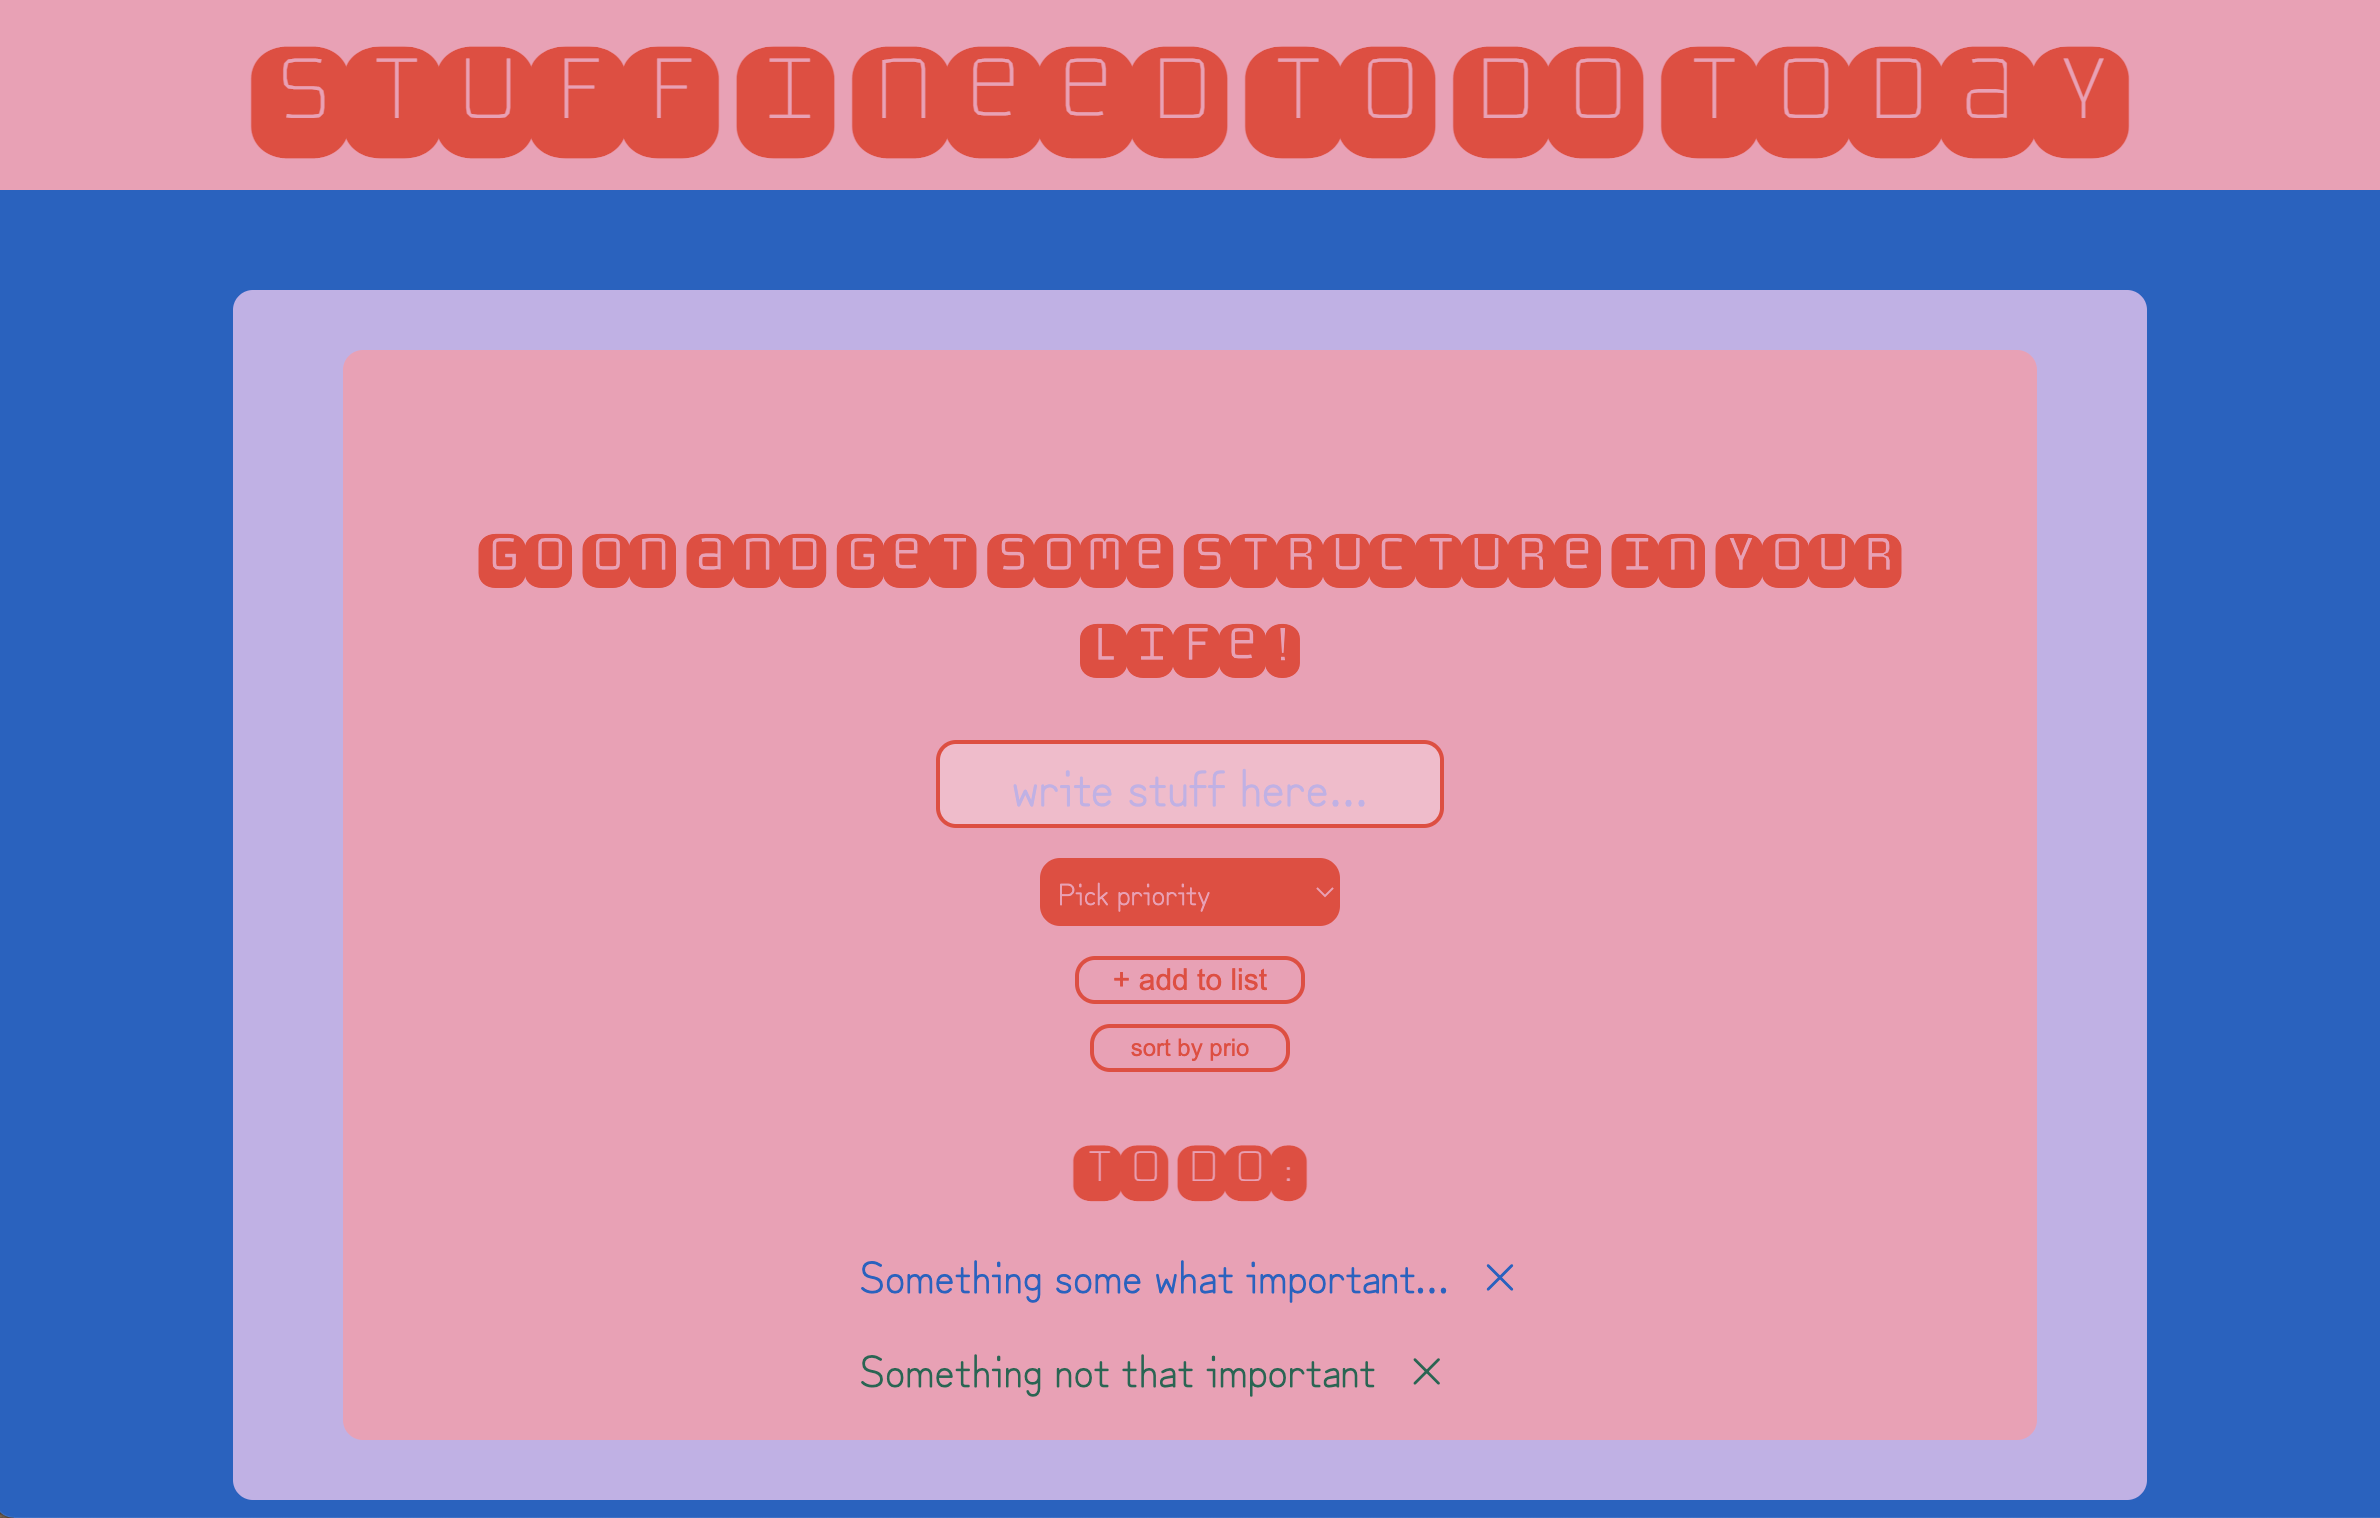 STUFF I neeD TO DO TODaY
GO On anD GeT SOme STRUCTURe In YOUR
LIFe!
write stuff here...
Pick priority
+ add to list
sort by prio
TO DO:
Something some what important...
Something not that important